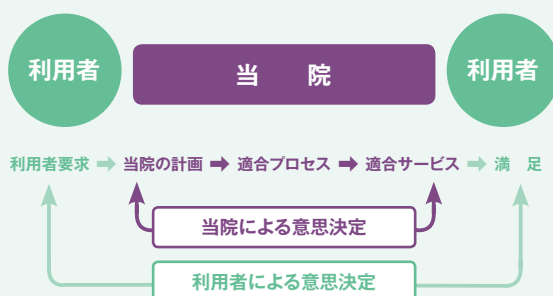 利用者 当 院 利用者
利用者要求 ➡ 当院の計画 ➡ 適合プロセス ➡ 適合サービス ➡ 満 足
当院による意思決定
利用者による意思決定